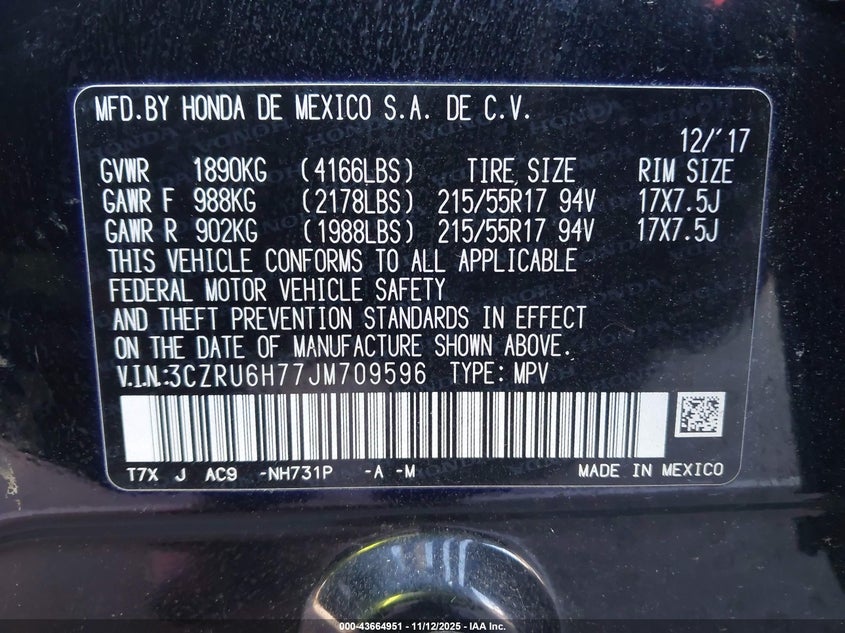 MFD.BY HONDA DE MEXICO S.A. DE C.V.
12/'17
GVWR 1890KG (4166LBS) TIRE SIZE RIM SIZE
GAWR F 988KG (2178LBS) 215/55R17 94V 17X7.5J
GAWR R 902KG (1988LBS) 215/55R17 94V 17X7.5J
THIS VEHICLE CONFORMS TO ALL APPLICABLE
FEDERAL MOTOR VEHICLE SAFETY
AND THEFT PREVENTION STANDARDS IN EFFECT
ON THE DATE OF MANUFACTURE SHOWN ABOVE.
V.I.N.:3CZRU6H77JM709596 TYPE: MPV
T7X J AC9 -NH731P -A -M MADE IN MEXICO
000-43664951 - 11/12/2025 - IAA Inc.